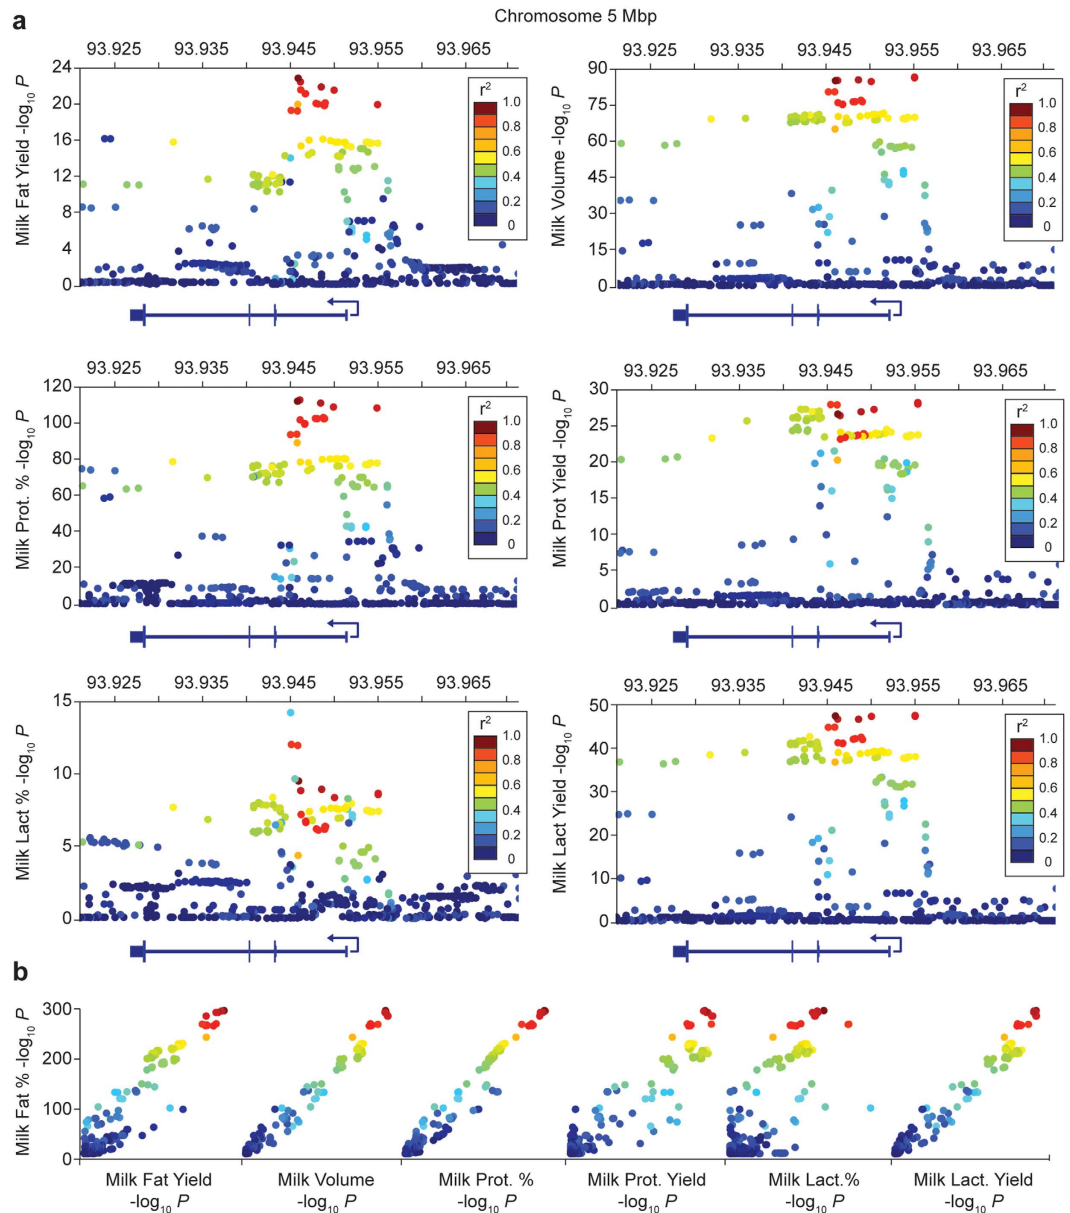 Chromosome 5 Mbp
a
93.925 93.935 93.945 93.955 93.965
24
20
16
12
8
4
0
Milk Fat Yield -log10 P
r2
1.0
0.8
0.6
0.4
0.2
0
93.925 93.935 93.945 93.955 93.965
90
75
60
45
30
15
0
Milk Volume -log10 P
r2
1.0
0.8
0.6
0.4
0.2
0
93.925 93.935 93.945 93.955 93.965
120
100
80
60
40
20
0
Milk Prot. % -log10 P
r2
1.0
0.8
0.6
0.4
0.2
0
93.925 93.935 93.945 93.955 93.965
30
25
20
15
10
5
0
Milk Prot Yield -log10 P
r2
1.0
0.8
0.6
0.4
0.2
0
93.925 93.935 93.945 93.955 93.965
15
10
5
0
Milk Lact % -log10 P
r2
1.0
0.8
0.6
0.4
0.2
0
93.925 93.935 93.945 93.955 93.965
50
40
30
20
10
0
Milk Lact Yield -log10 P
r2
1.0
0.8
0.6
0.4
0.2
0
b
300
200
100
0
Milk Fat % -log10 P
Milk Fat Yield
-log10 P
Milk Volume
-log10 P
Milk Prot. %
-log10 P
Milk Prot. Yield
-log10 P
Milk Lact.%
-log10 P
Milk Lact. Yield
-log10 P